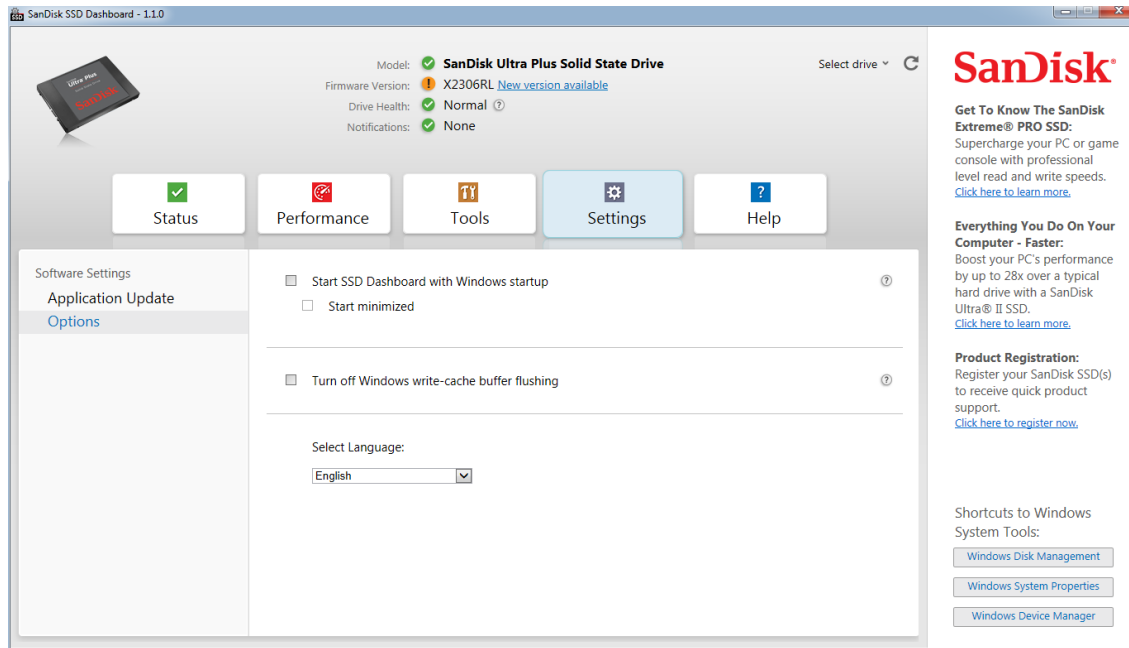 SanDisk SSD Dashboard - 1.1.0
Ultra Plus
SanDisk
Model: SanDisk Ultra Plus Solid State Drive
Firmware Version: X2306RL New version available
Drive Health: Normal ?
Notifications: None
Select drive
Status
Performance
Tools
Settings
Help
Software Settings
Application Update
Options
Start SSD Dashboard with Windows startup ?
Start minimized
Turn off Windows write-cache buffer flushing ?
Select Language:
English
SanDisk®
Get To Know The SanDisk
Extreme® PRO SSD:
Supercharge your PC or game
console with professional
level read and write speeds.
Click here to learn more.
Everything You Do On Your
Computer - Faster:
Boost your PC's performance
by up to 28x over a typical
hard drive with a SanDisk
Ultra® II SSD.
Click here to learn more.
Product Registration:
Register your SanDisk SSD(s)
to receive quick product
support.
Click here to register now.
Shortcuts to Windows
System Tools:
Windows Disk Management
Windows System Properties
Windows Device Manager